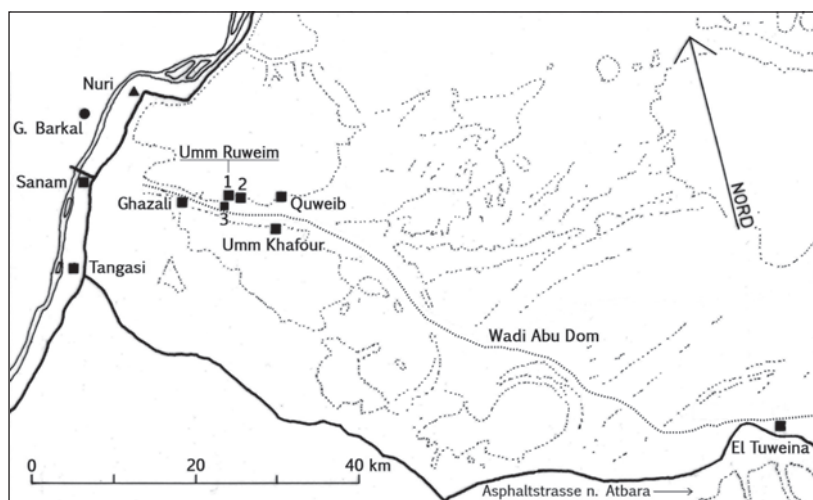 Nuri
G. Barkal
NORD
Umm Ruweim
Sanam
1 2
Ghazali
Quweib
3
Umm Khafour
Tangasi
Wadi Abu Dom
El Tuweina
0 20 40 km
Asphaltstrasse n. Atbara